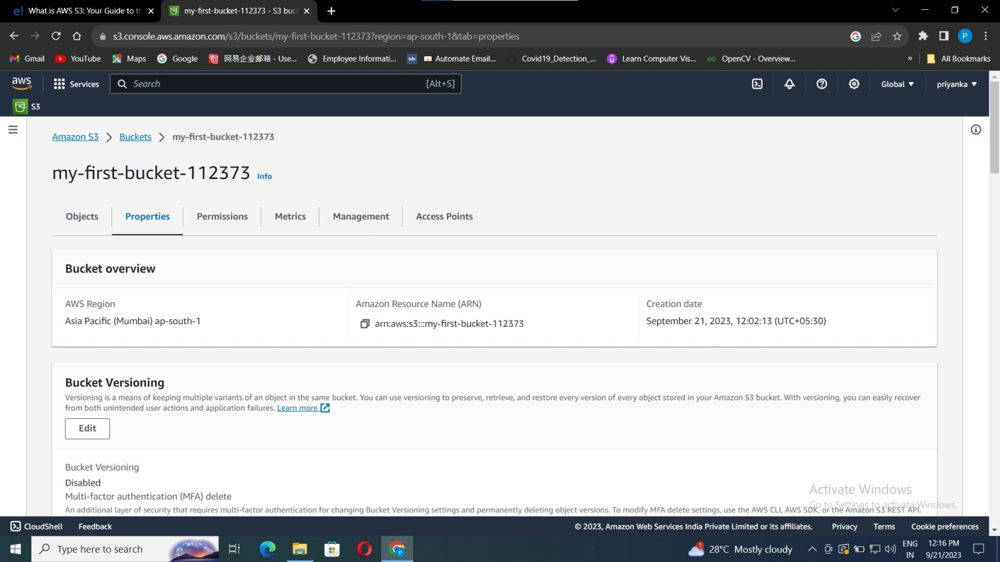 What is AWS S3: Your Guide to th
my-first-bucket-112373 - S3 buc
s3.console.aws.amazon.com/s3/buckets/my-first-bucket-112373?region=ap-south-1&tab=properties
P
Gmail YouTube Maps Google 网易企业邮箱 - Use... Employee Informati... tds Automate Email... Covid19_Detection_... Learn Computer Vis... OpenCV - Overview... » All Bookmarks
aws Services Search [Alt+S] Global priyanka
S3
Amazon S3 Buckets my-first-bucket-112373
my-first-bucket-112373 Info
Objects Properties Permissions Metrics Management Access Points
Bucket overview
AWS Region
Asia Pacific (Mumbai) ap-south-1
Amazon Resource Name (ARN)
arn:aws:s3:::my-first-bucket-112373
Creation date
September 21, 2023, 12:02:13 (UTC+05:30)
Bucket Versioning
Versioning is a means of keeping multiple variants of an object in the same bucket. You can use versioning to preserve, retrieve, and restore every version of every object stored in your Amazon S3 bucket. With versioning, you can easily recover
from both unintended user actions and application failures. Learn more
Edit
Bucket Versioning
Disabled
Multi-factor authentication (MFA) delete
An additional layer of security that requires multi-factor authentication for changing Bucket Versioning settings and permanently deleting object versions. To modify MFA delete settings, use the AWS CLI, AWS SDK, or the Amazon S3 REST API.
Activate Windows
Go to Settings to activate Windows.
CloudShell Feedback © 2023, Amazon Web Services India Private Limited or its affiliates. Privacy Terms Cookie preferences
Type here to search
1
28°C Mostly cloudy
ENG
IN
12:16 PM
9/21/2023